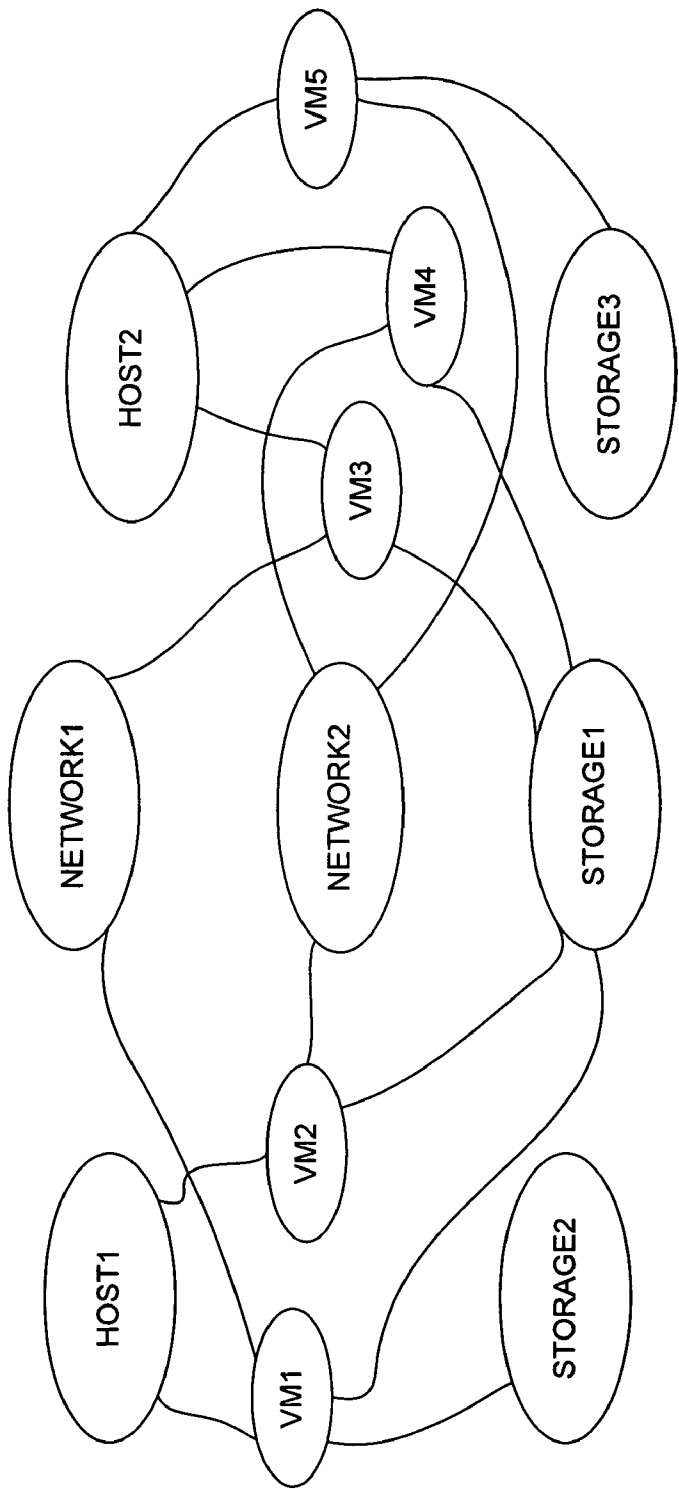 HOST1
NETWORK1
HOST2
VM1
VM2
NETWORK2
VM3
VM4
VM5
STORAGE2
STORAGE1
STORAGE3